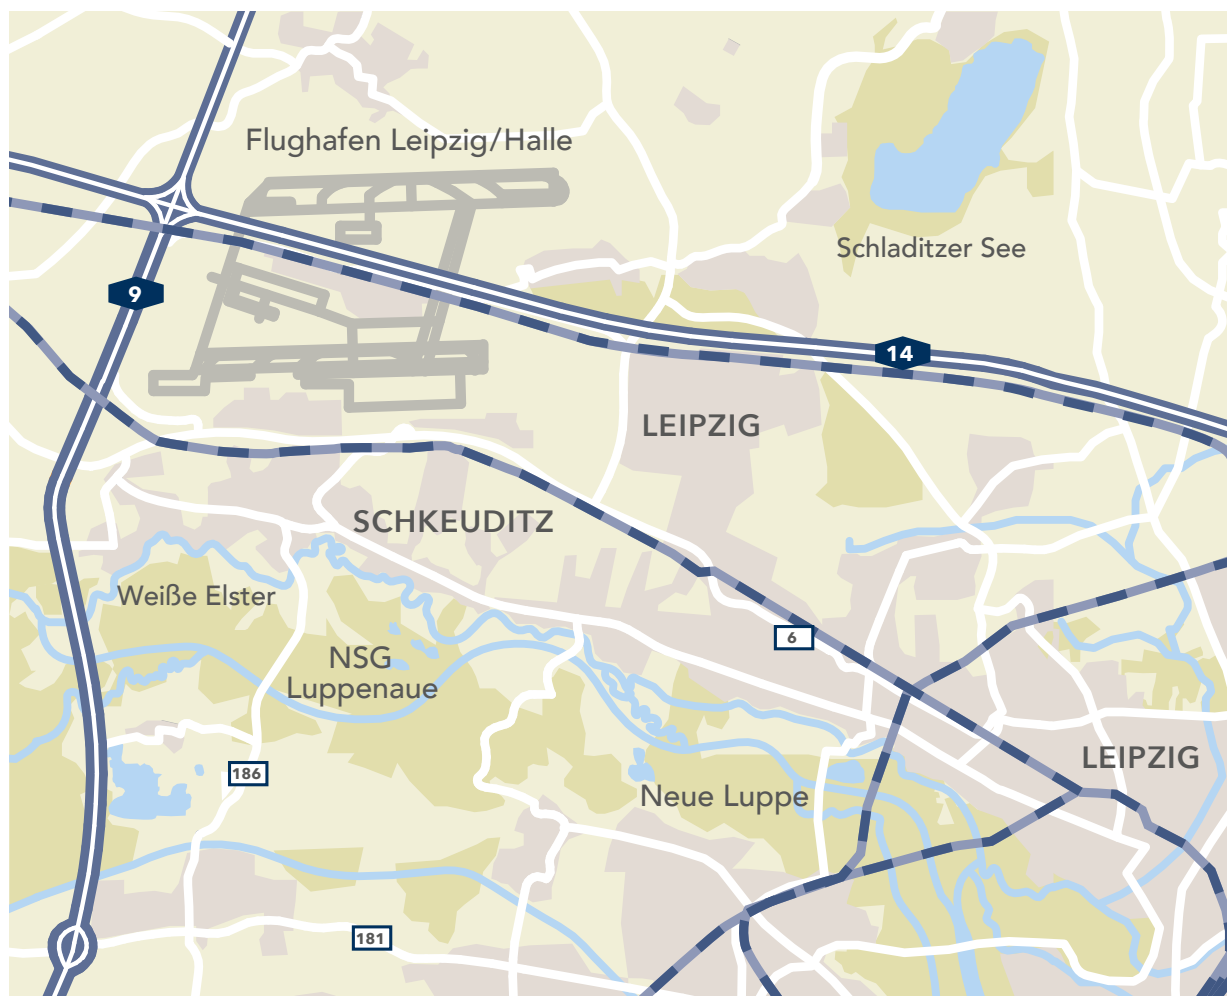 Flughafen Leipzig/Halle
Schladitzer See
9
14
LEIPZIG
SCHKEUDITZ
Weiße Elster
6
NSG
Luppenaue
LEIPZIG
186
Neue Luppe
181